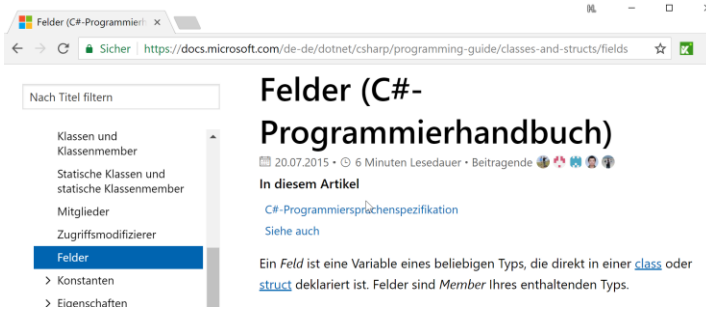 Felder (C#-Programmierh
Sicher | https://docs.microsoft.com/de-de/dotnet/csharp/programming-guide/classes-and-structs/fields
Nach Titel filtern
Klassen und
Klassenmember
Statische Klassen und
statische Klassenmember
Mitglieder
Zugriffsmodifizierer
Felder
Konstanten
Eigenschaften
Felder (C#-
Programmierhandbuch)
20.07.2015 • 6 Minuten Lesedauer • Beitragende
In diesem Artikel
C#-Programmiersprachenspezifikation
Siehe auch
Ein Feld ist eine Variable eines beliebigen Typs, die direkt in einer class oder
struct deklariert ist. Felder sind Member Ihres enthaltenden Typs.